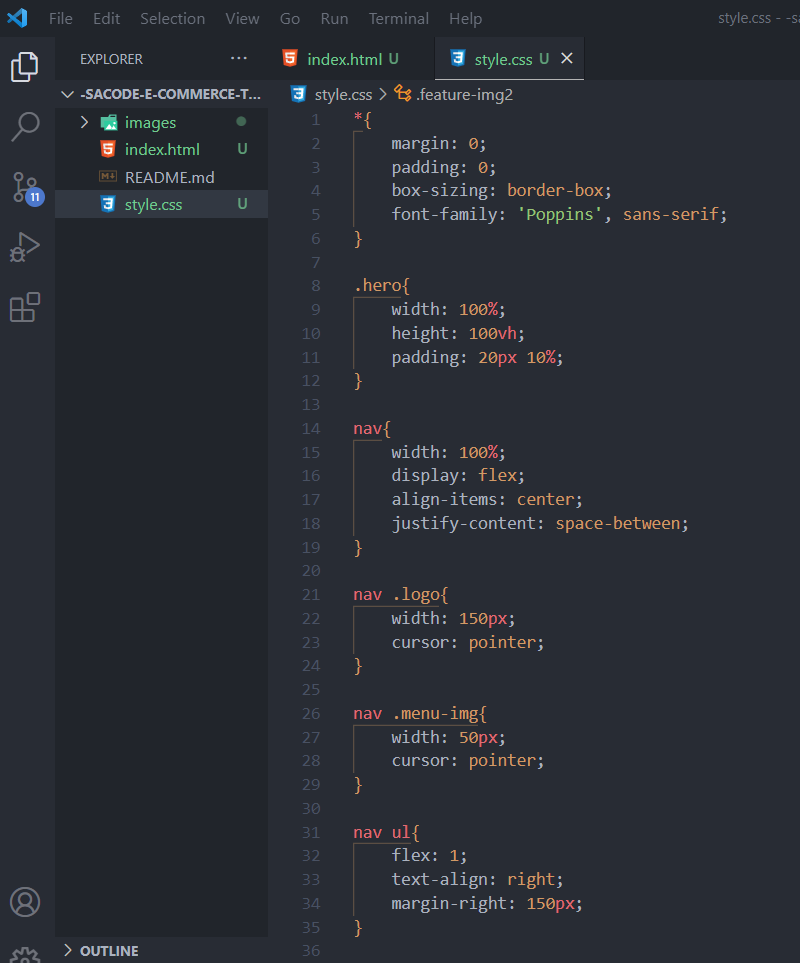 File Edit Selection View Go Run Terminal Help style.css - -sa
EXPLORER ···
index.html U style.css U
-SACODE-E-COMMERCE-T...
style.css > .feature-img2
images
index.html U
README.md
style.css U
11
1 *{
2 margin: 0;
3 padding: 0;
4 box-sizing: border-box;
5 font-family: 'Poppins', sans-serif;
6 }
7
8 .hero{
9 width: 100%;
10 height: 100vh;
11 padding: 20px 10%;
12 }
13
14 nav{
15 width: 100%;
16 display: flex;
17 align-items: center;
18 justify-content: space-between;
19 }
20
21 nav .logo{
22 width: 150px;
23 cursor: pointer;
24 }
25
26 nav .menu-img{
27 width: 50px;
28 cursor: pointer;
29 }
30
31 nav ul{
32 flex: 1;
33 text-align: right;
34 margin-right: 150px;
35 }
36
OUTLINE